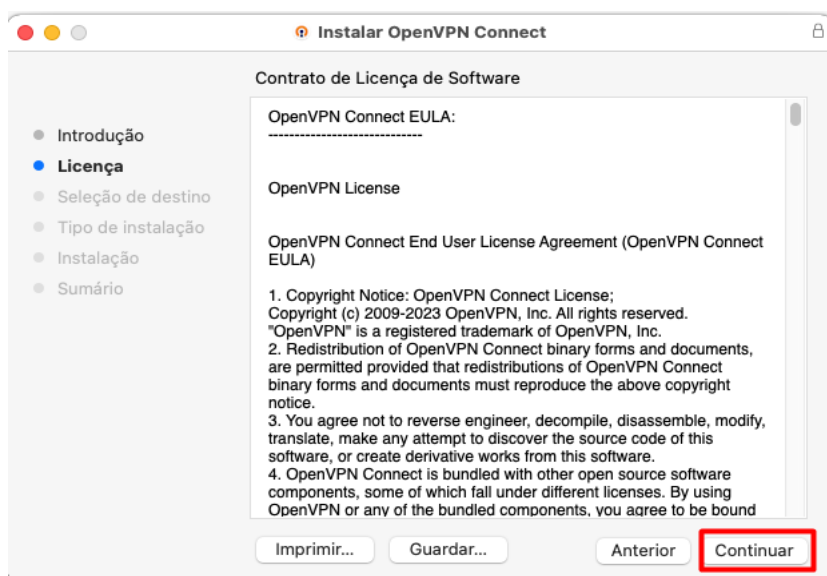 Instalar OpenVPN Connect
Contrato de Licença de Software
Introdução
Licença
Seleção de destino
Tipo de instalação
Instalação
Sumário
OpenVPN Connect EULA:
-----------------------------
OpenVPN License
OpenVPN Connect End User License Agreement (OpenVPN Connect
EULA)
1. Copyright Notice: OpenVPN Connect License;
Copyright (c) 2009-2023 OpenVPN, Inc. All rights reserved.
"OpenVPN" is a registered trademark of OpenVPN, Inc.
2. Redistribution of OpenVPN Connect binary forms and documents,
are permitted provided that redistributions of OpenVPN Connect
binary forms and documents must reproduce the above copyright
notice.
3. You agree not to reverse engineer, decompile, disassemble, modify,
translate, make any attempt to discover the source code of this
software, or create derivative works from this software.
4. OpenVPN Connect is bundled with other open source software
components, some of which fall under different licenses. By using
OpenVPN or any of the bundled components, you agree to be bound
Imprimir...
Guardar...
Anterior
Continuar